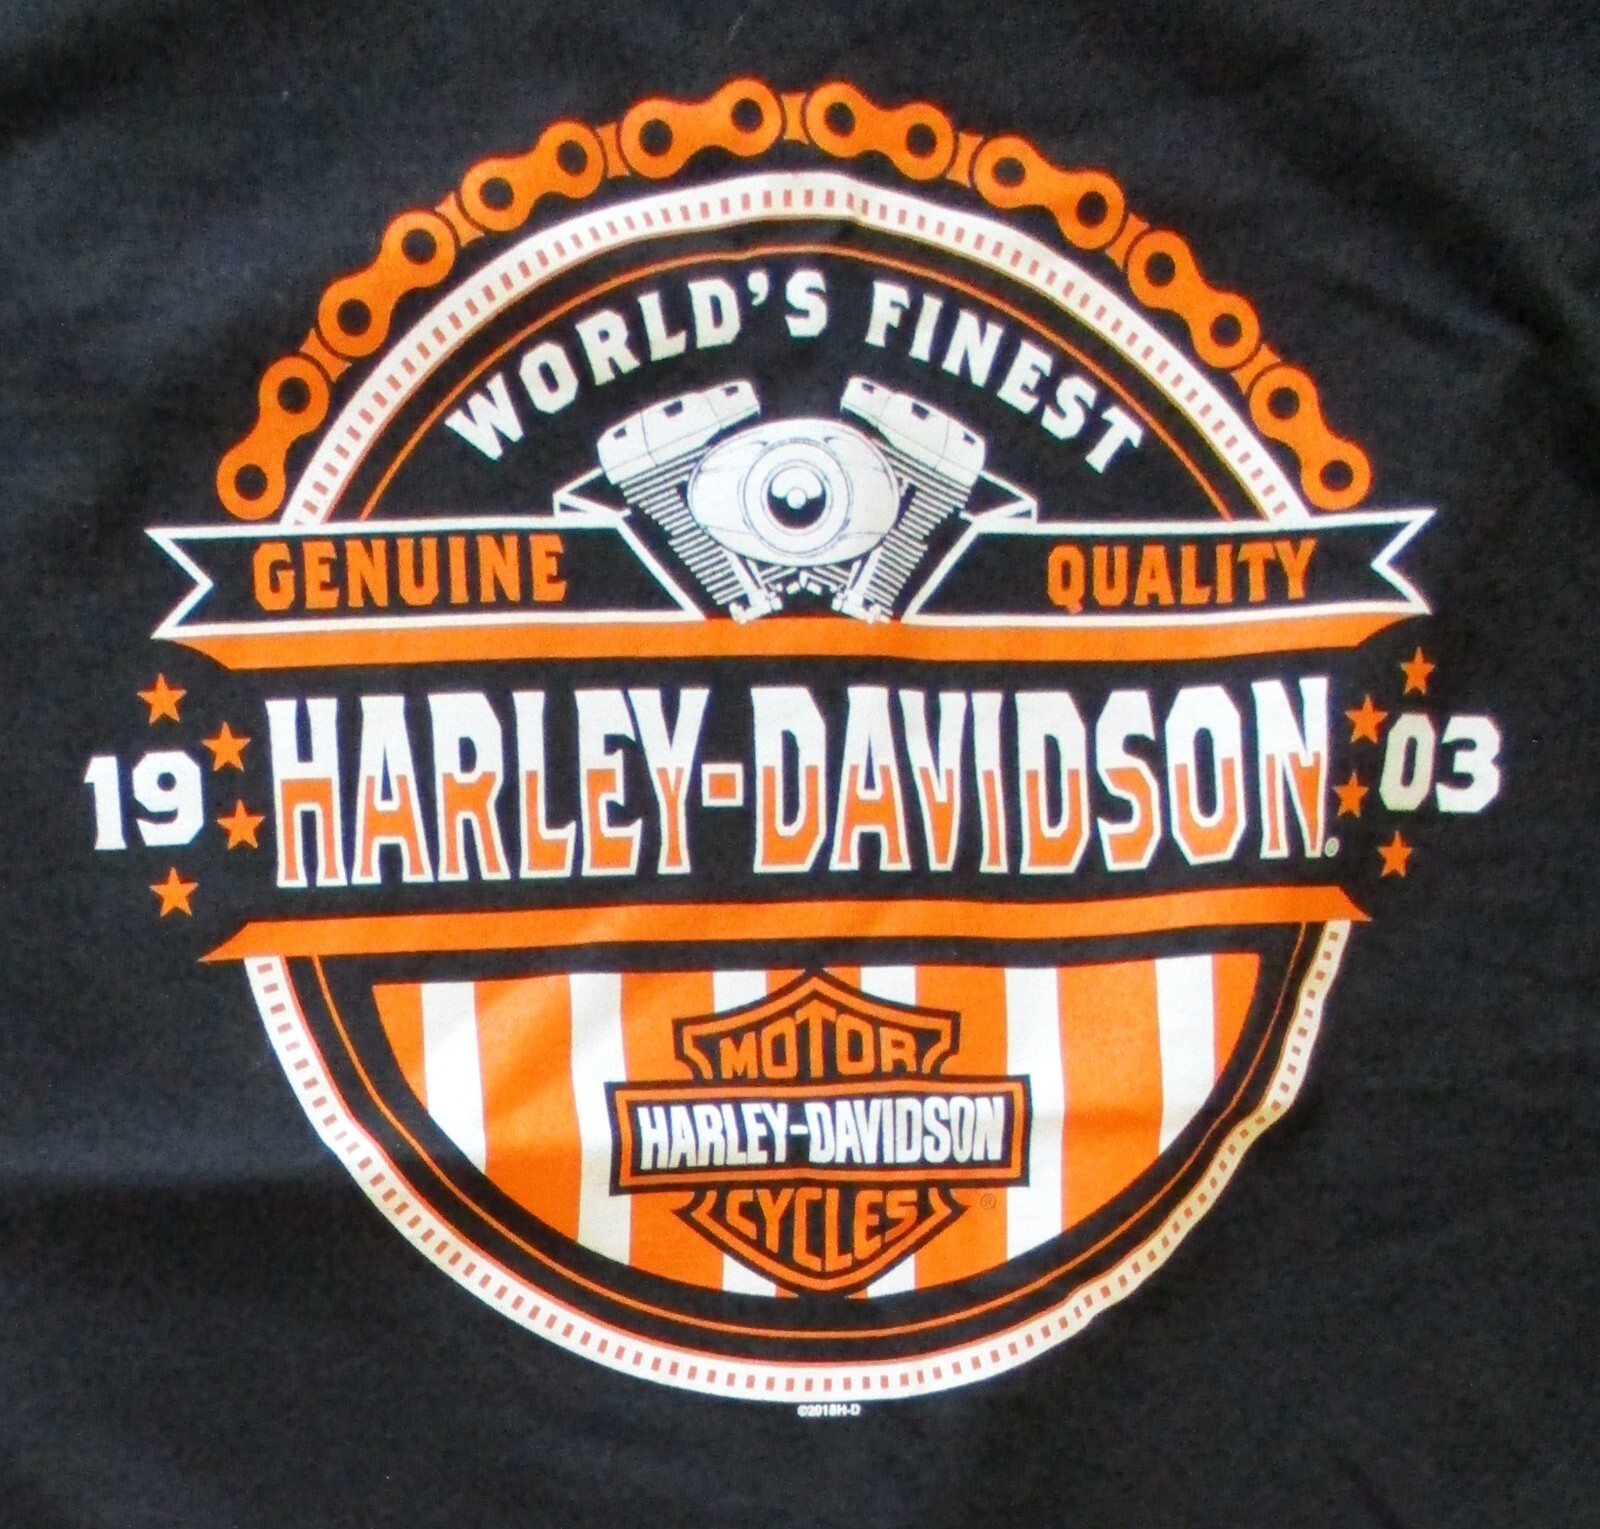 WORLD'S FINEST
GENUINE QUALITY
19 HARLEY-DAVIDSON® 03
MOTOR
HARLEY-DAVIDSON
CYCLES ®
©2018H-D